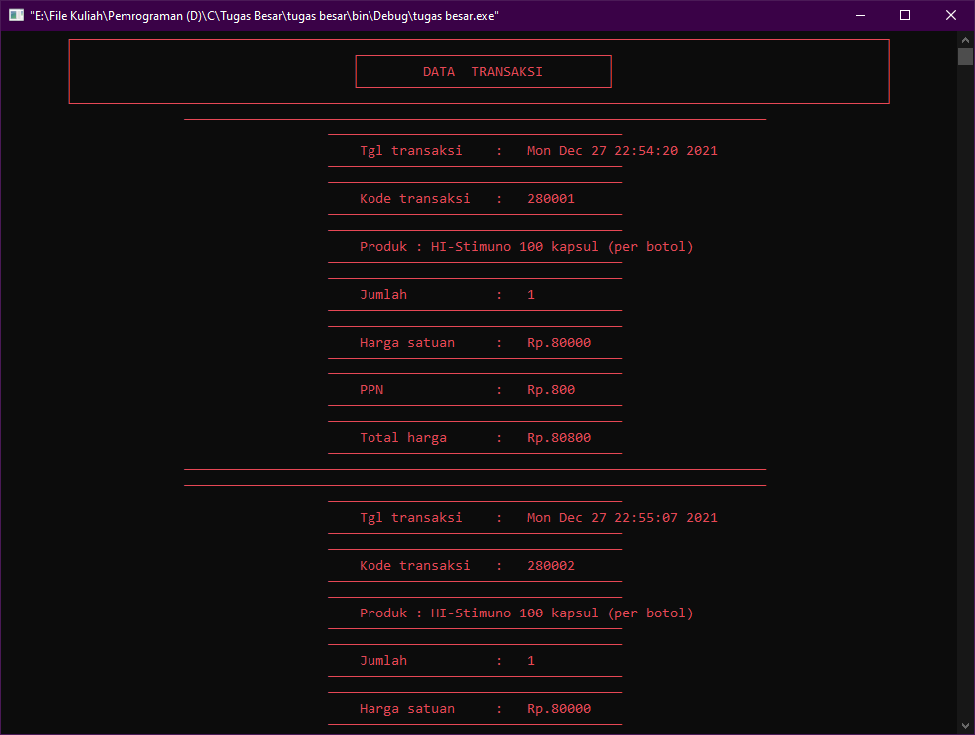 "E:\File Kuliah\Pemrograman (D)\C\Tugas Besar\tugas besar\bin\Debug\tugas besar.exe"
DATA TRANSAKSI
Tgl transaksi : Mon Dec 27 22:54:20 2021
Kode transaksi : 280001
Produk : HI-Stimuno 100 kapsul (per botol)
Jumlah : 1
Harga satuan : Rp.80000
PPN : Rp.800
Total harga : Rp.80800
Tgl transaksi : Mon Dec 27 22:55:07 2021
Kode transaksi : 280002
Produk : HI-Stimuno 100 kapsul (per botol)
Jumlah : 1
Harga satuan : Rp.80000